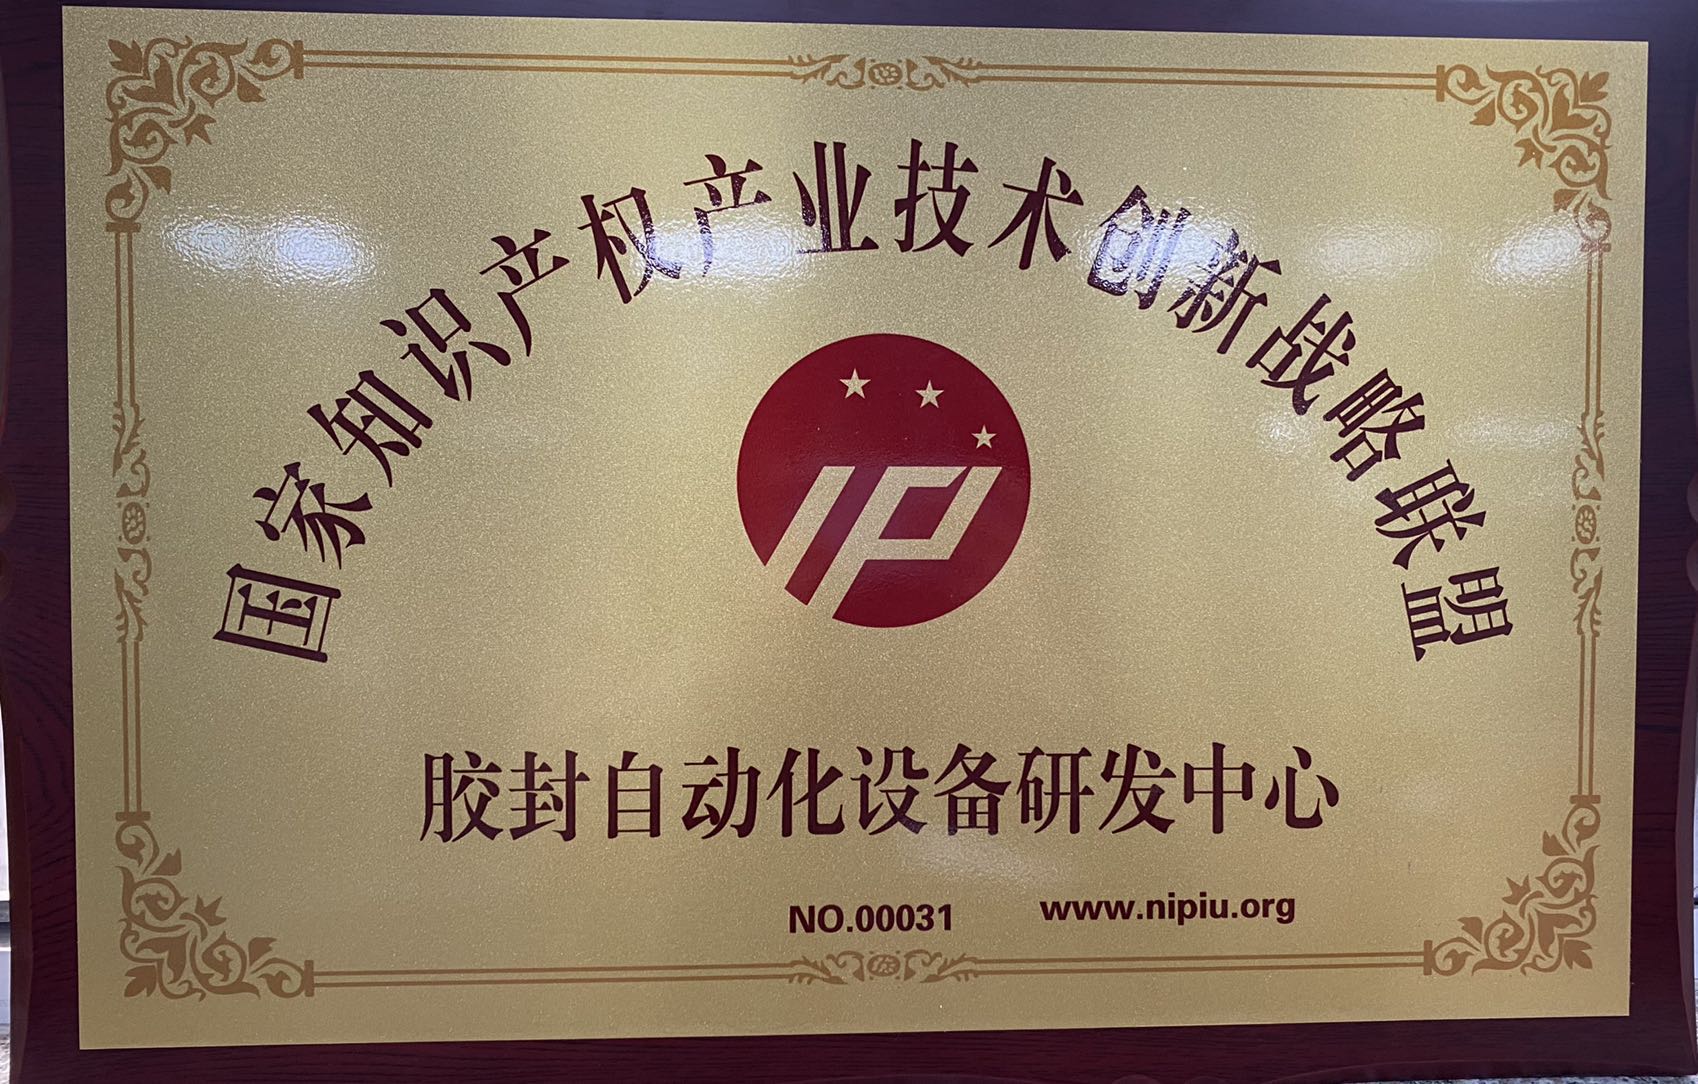 国家知识产权产业技术创新战略联盟
IP
胶封自动化设备研发中心
NO.00031 www.nipiu.org